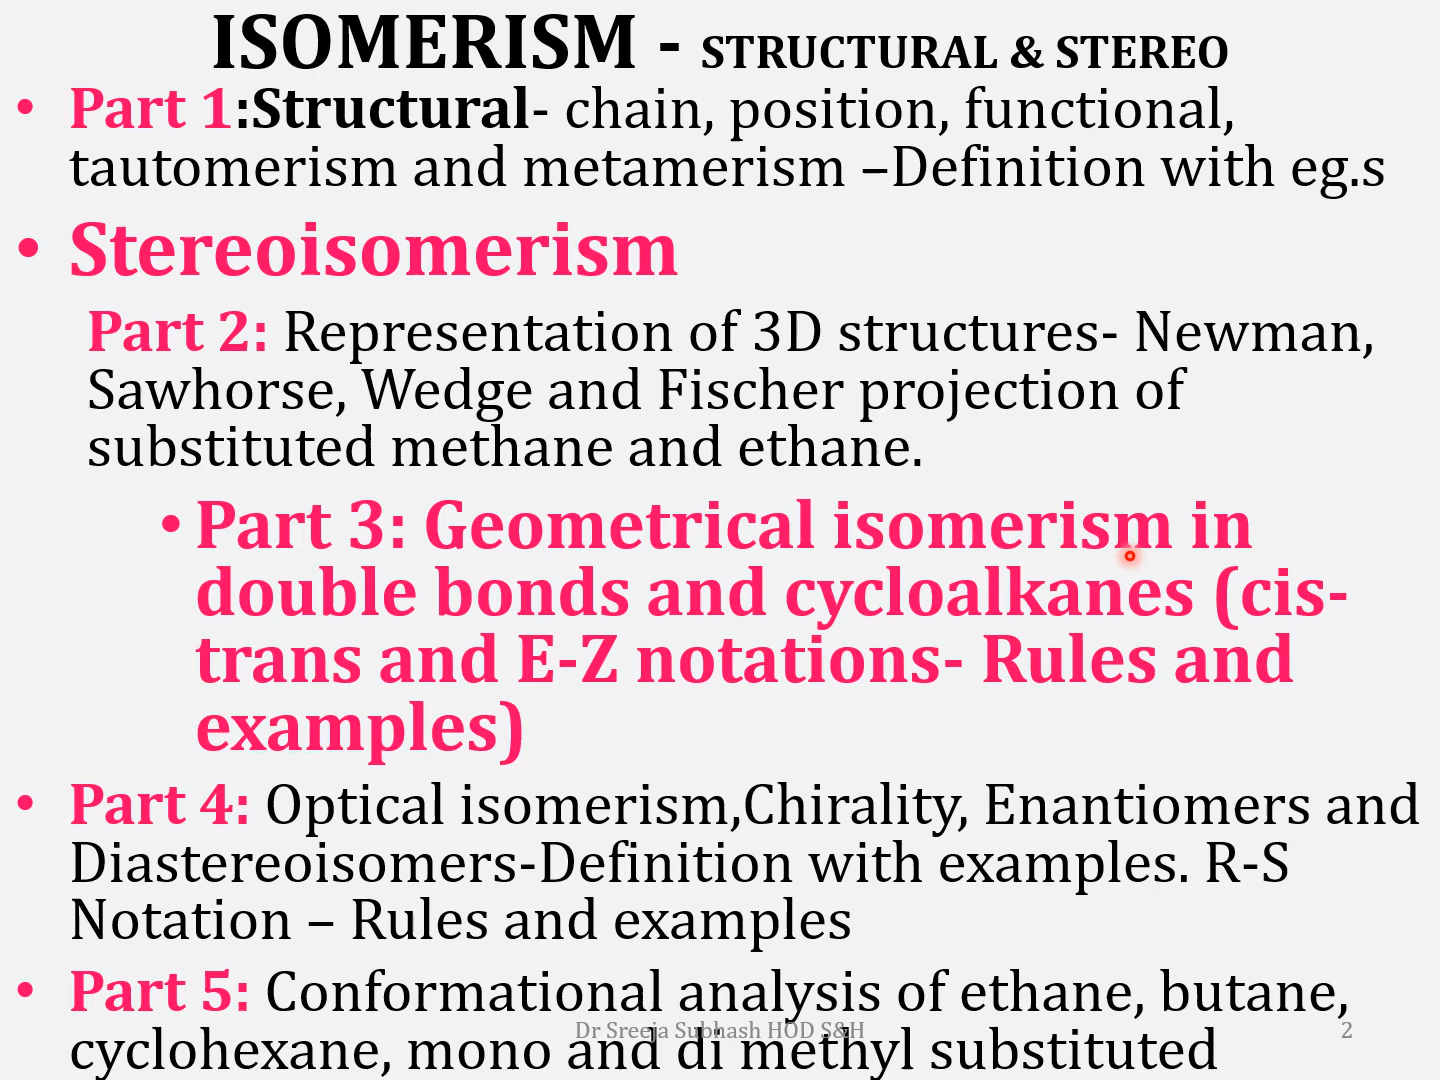 ISOMERISM - STRUCTURAL & STEREO
• Part 1:Structural- chain, position, functional,
tautomerism and metamerism –Definition with eg.s
• Stereoisomerism
Part 2: Representation of 3D structures- Newman,
Sawhorse, Wedge and Fischer projection of
substituted methane and ethane.
• Part 3: Geometrical isomerism in
double bonds and cycloalkanes (cis-
trans and E-Z notations- Rules and
examples)
• Part 4: Optical isomerism,Chirality, Enantiomers and
Diastereoisomers-Definition with examples. R-S
Notation – Rules and examples
• Part 5: Conformational analysis of ethane, butane,
Dr Sreeja Subhash HOD S&H 2
cyclohexane, mono and di methyl substituted